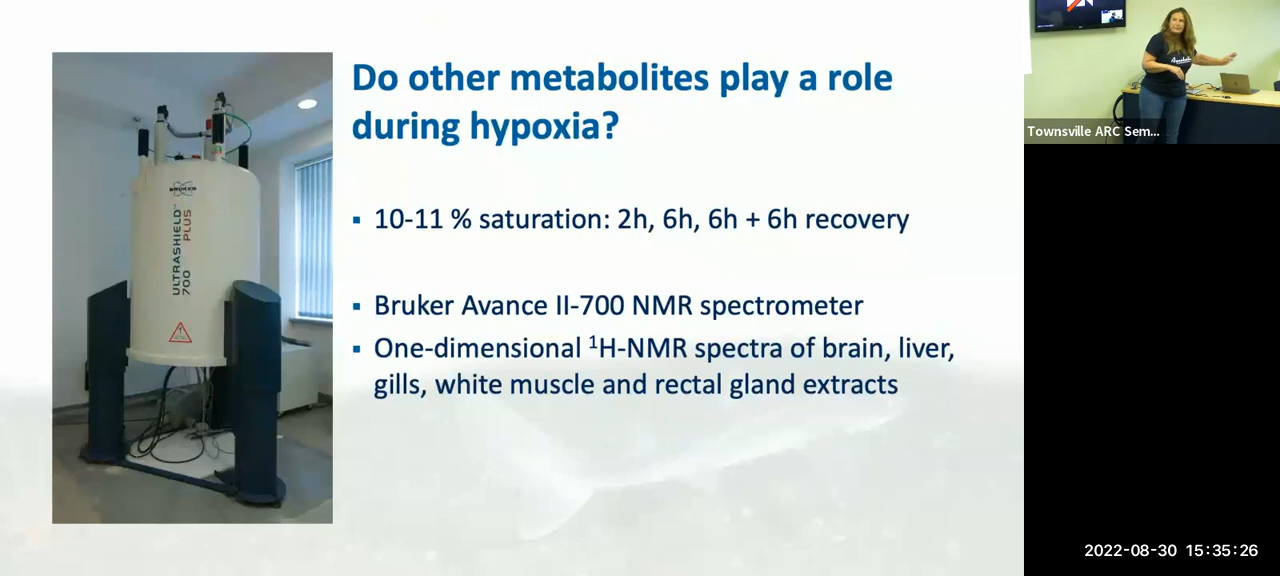 Do other metabolites play a role
during hypoxia?
▪ 10-11 % saturation: 2h, 6h, 6h + 6h recovery
▪ Bruker Avance II-700 NMR spectrometer
▪ One-dimensional ¹H-NMR spectra of brain, liver,
gills, white muscle and rectal gland extracts
BRUKER
ULTRASHIELD™
700 PLUS
Townsville ARC Sem...
2022-08-30 15:35:26